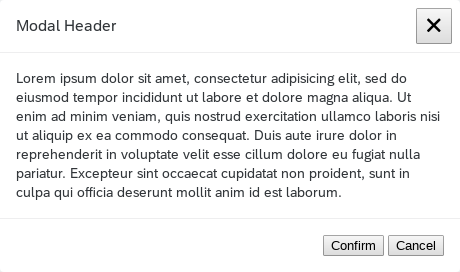 Modal Header
Lorem ipsum dolor sit amet, consectetur adipisicing elit, sed do
eiusmod tempor incididunt ut labore et dolore magna aliqua. Ut
enim ad minim veniam, quis nostrud exercitation ullamco laboris nisi
ut aliquip ex ea commodo consequat. Duis aute irure dolor in
reprehenderit in voluptate velit esse cillum dolore eu fugiat nulla
pariatur. Excepteur sint occaecat cupidatat non proident, sunt in
culpa qui officia deserunt mollit anim id est laborum.
Confirm Cancel